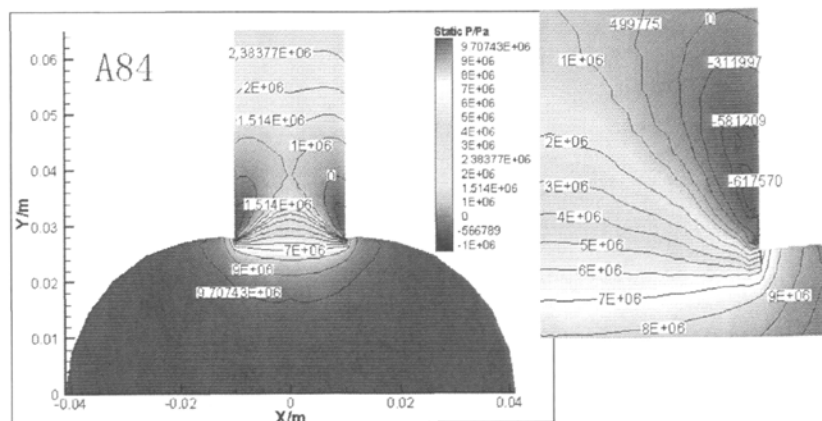 A84
Y/m
0.06
0.05
0.04
0.03
0.02
0.01
0
-0.04
-0.02
0
0.02
0.04
X/m
2.38377E+06
2E+06
1.514E+06
1E+06
0
1.514E+06
7E+06
9E+06
9.70743E+06
Static P/Pa
9.70743E+06
9E+06
8E+06
7E+06
6E+06
5E+06
4E+06
3E+06
2.38377E+06
2E+06
1.514E+06
1E+06
0
-566789
-1E+06
499775
0
1E+06
-311997
-581209
2E+06
-617570
3E+06
4E+06
5E+06
6E+06
7E+06
9E+06
8E+06